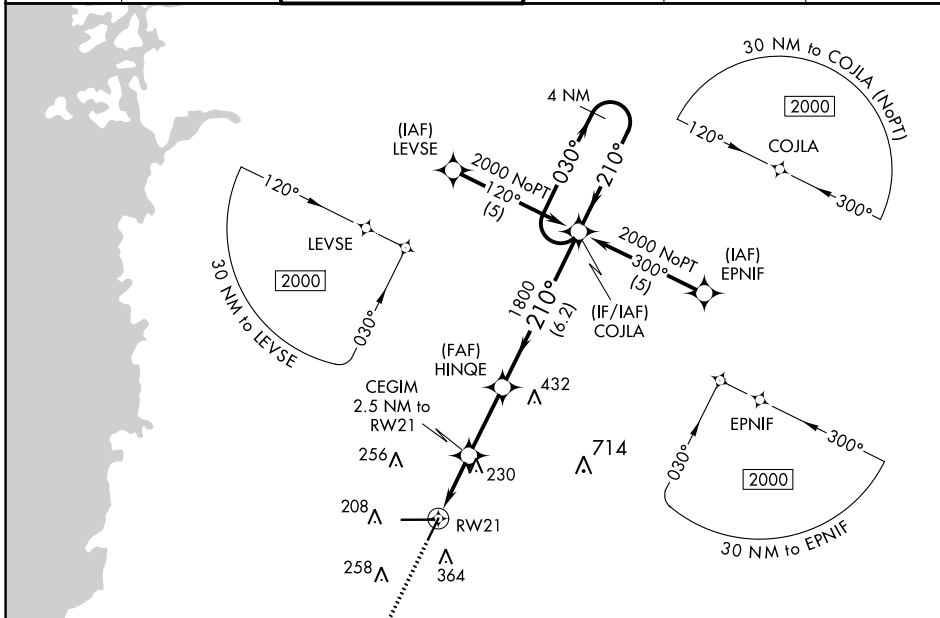 30 NM to COJLA (NoPT)
2000
120°
COJLA
300°
4 NM
030°
210°
(IAF)
LEVSE
2000 NoPT
120°
(5)
120°
LEVSE
2000
030°
30 NM to LEVSE
2000 NoPT
300°
(5)
(IAF)
EPNIF
(IF/IAF)
COJLA
1800
210°
(6.2)
(FAF)
HINQE
432
CEGIM
2.5 NM to
RW21
256
230
714
208
RW21
258
364
EPNIF
300°
030°
2000
30 NM to EPNIF